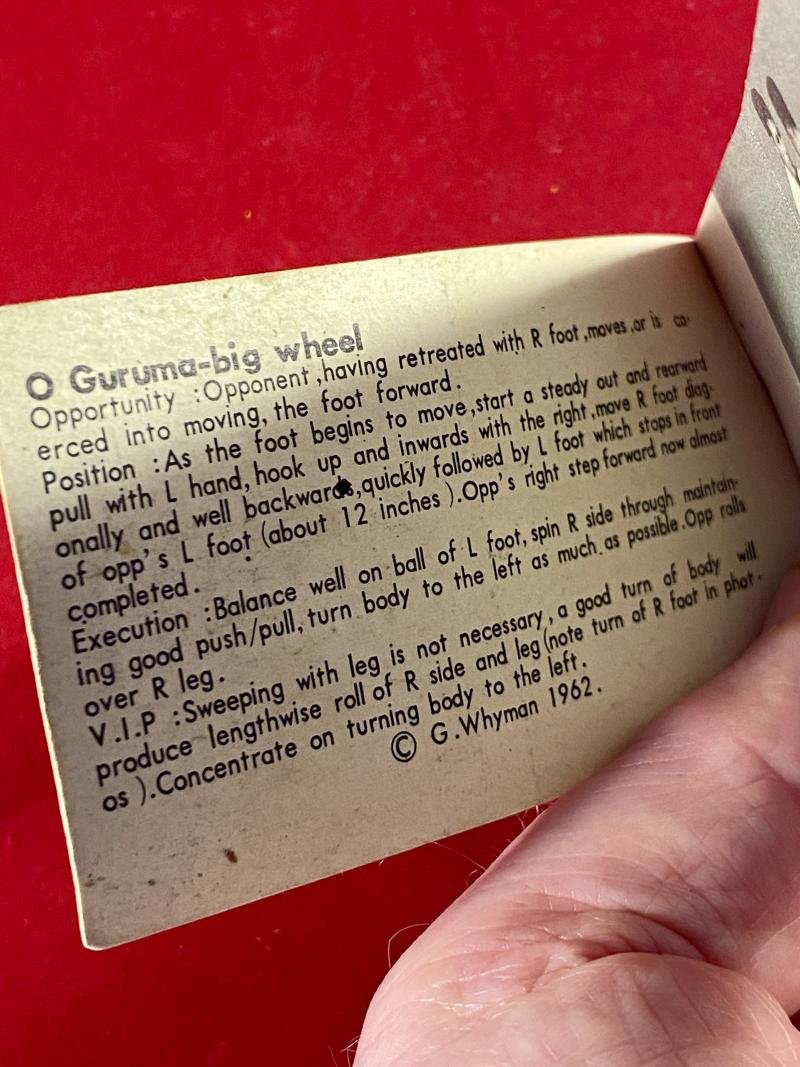 O Guruma-big wheel
Opportunity :Opponent,having retreated with R foot,moves,or is co-
erced into moving,the foot forward.
Position :As the foot begins to move,start a steady out and rearward
pull with L hand,hook up and inwards with the right,move R foot diag-
onally and well backwards,quickly followed by L foot which stops in front
of opp's L foot (about 12 inches ).Opp's right step forward now almost
completed.
Execution :Balance well on ball of L foot,spin R side through maintain-
ing good push/pull,turn body to the left as much as possible.Opp rolls
over R leg.
V.I.P :Sweeping with leg is not necessary,a good turn of body will
produce lengthwise roll of R side and leg(note turn of R foot in phot-
os ).Concentrate on turning body to the left.
© G.Whyman 1962.